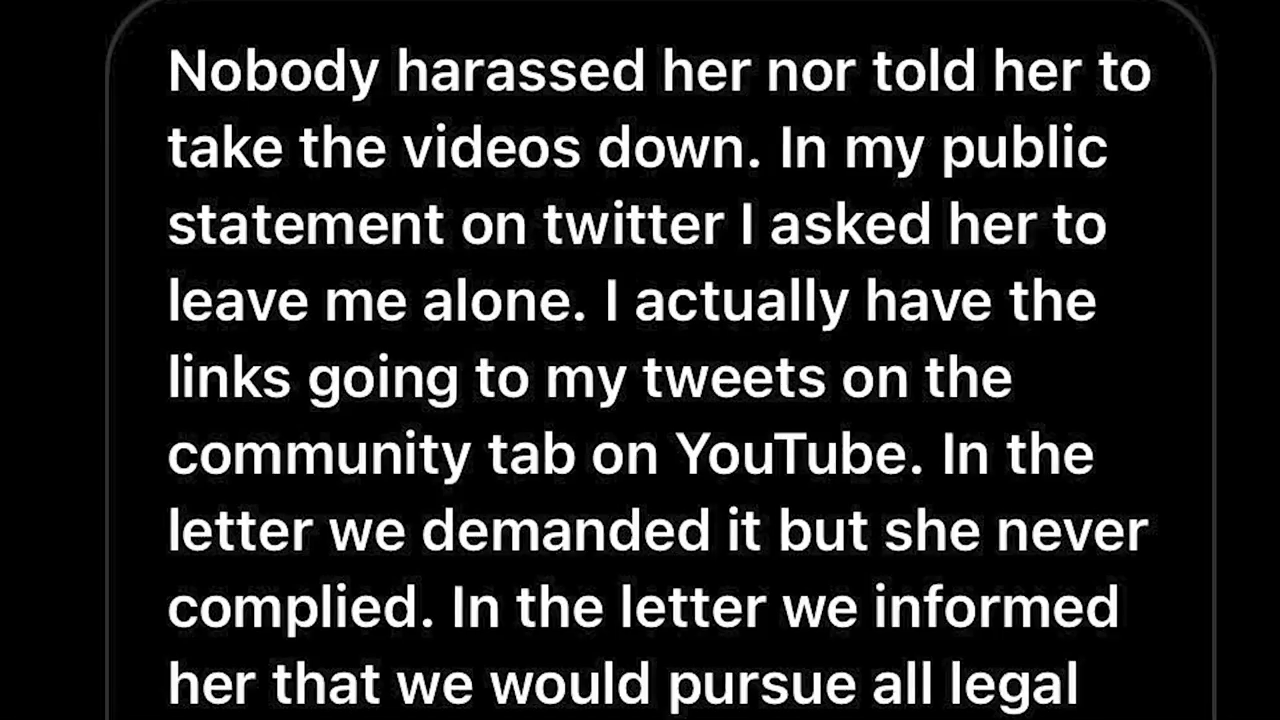 Nobody harassed her nor told her to
take the videos down. In my public
statement on twitter I asked her to
leave me alone. I actually have the
links going to my tweets on the
community tab on YouTube. In the
letter we demanded it but she never
complied. In the letter we informed
her that we would pursue all legal